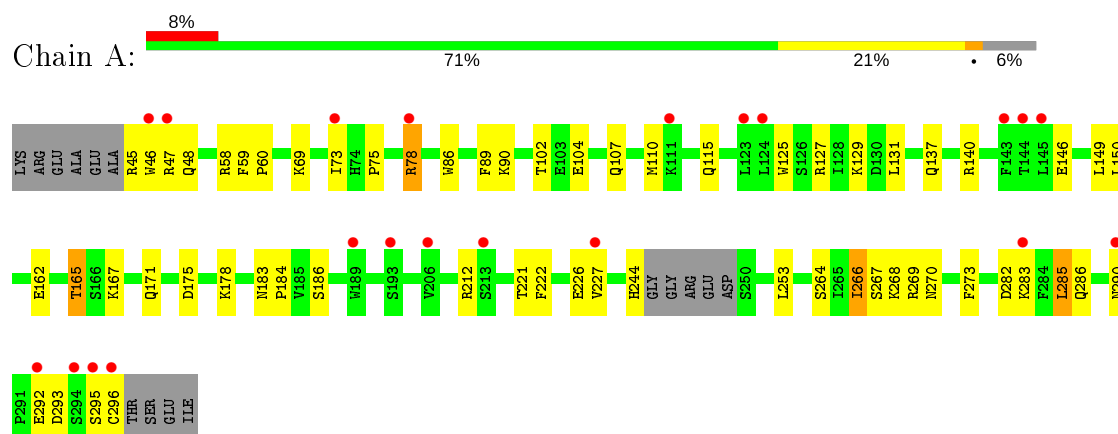 8%
Chain A:
71% 21% • 6%
LYS ARG GLU ALA GLU ALA R45 W46 R47 Q48 R58 F59 P60 K69 I73 H74 P75 R78 W86 F89 K90 T102 E103 E104 Q107 M110 K111 Q115 L123 L124 W125 S126 R127 I128 K129 D130 L131 Q137 R140 F143 T144 L145 E146 L149 L150
E162 T165 S166 K167 Q171 D175 K178 N183 P184 V185 S186 W189 S193 V206 R212 S213 T221 F222 E226 V227 H244 GLY GLY ARG GLU ASP S250 L253 S264 I265 I266 S267 K268 R269 N270 F273 D282 K283 F284 L285 Q286 N290
P291 E292 D293 S294 S295 C296 THR SER GLU ILE